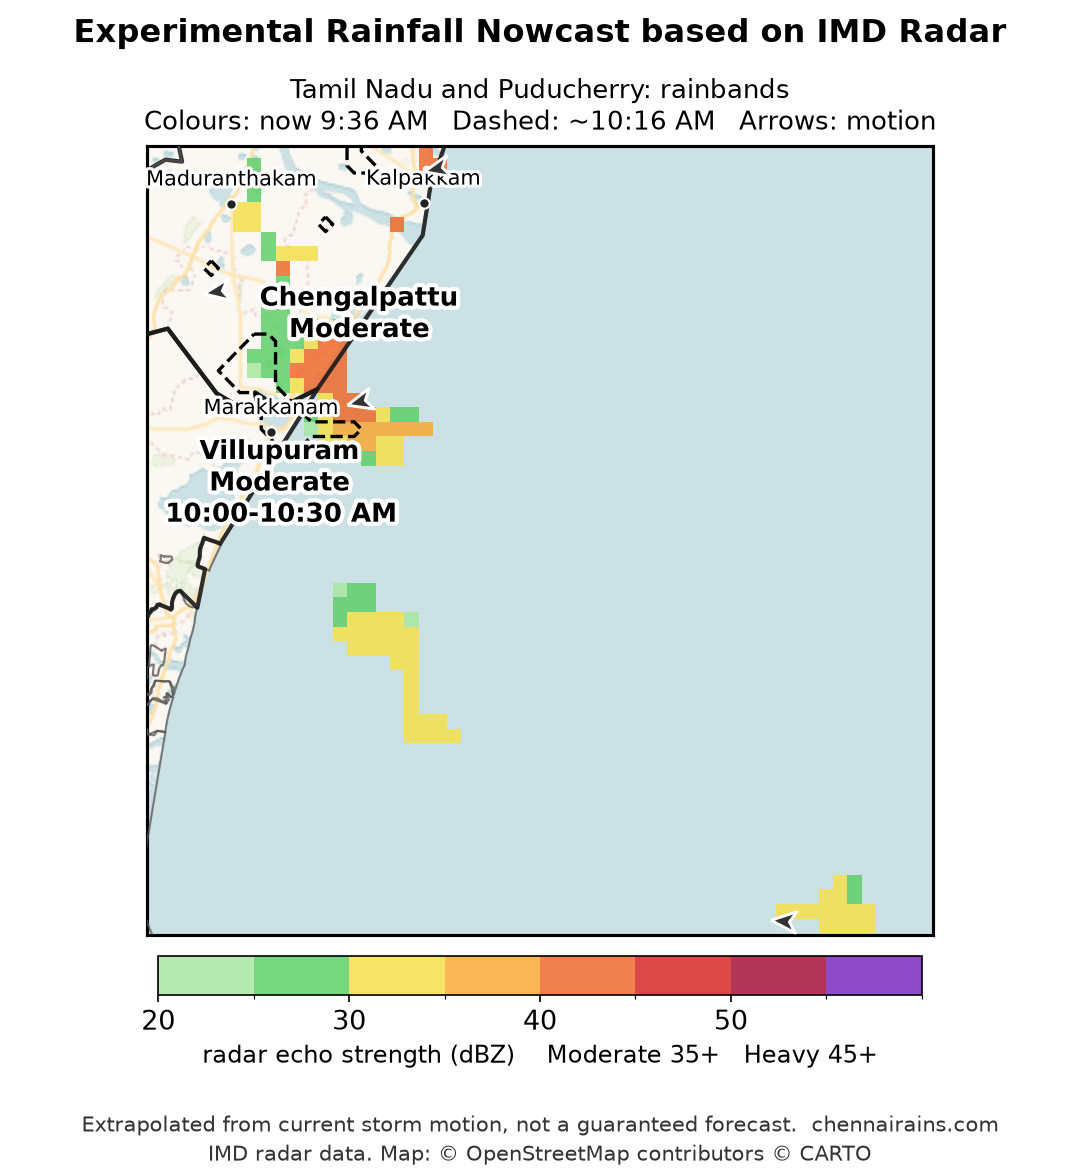 Experimental Rainfall Nowcast based on IMD Radar
Tamil Nadu and Puducherry: rainbands
Colours: now 9:36 AM   Dashed: ~10:16 AM   Arrows: motion
Maduranthakam
Kalpakkam
Chengalpattu
Moderate
Marakkanam
Villupuram
Moderate
10:00-10:30 AM
20 30 40 50
radar echo strength (dBZ)   Moderate 35+   Heavy 45+
Extrapolated from current storm motion, not a guaranteed forecast.  chennairains.com
IMD radar data. Map: © OpenStreetMap contributors © CARTO